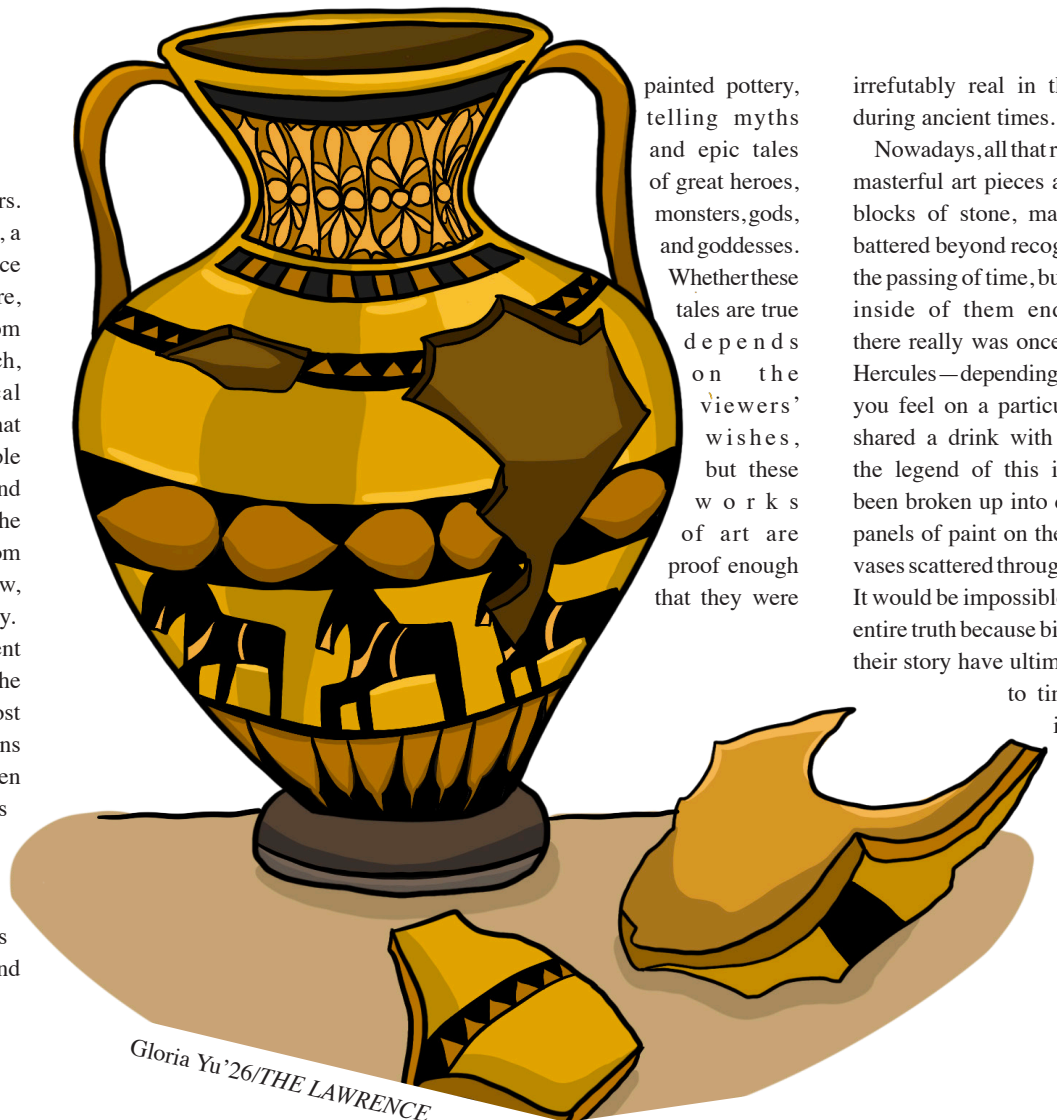 rs.
, a
ce
re,
om
ch,
cal
hat
ble
nd
he
om
w,
y.
ent
he
ost
ns
en
s
s
nd
painted pottery,
telling myths
and epic tales
of great heroes,
monsters, gods,
and goddesses.
Whether these
tales are true
depends
on the
viewers’
wishes,
but these
works
of art are
proof enough
that they were
irrefutably real in th
during ancient times.
Nowadays, all that r
masterful art pieces a
blocks of stone, ma
battered beyond recog
the passing of time, bu
inside of them end
there really was once
Hercules—depending
you feel on a particu
shared a drink with
the legend of this i
been broken up into
panels of paint on the
vases scattered throug
It would be impossible
entire truth because bi
their story have ultim
to tin
i
Gloria Yu’26/THE LAWRENCE